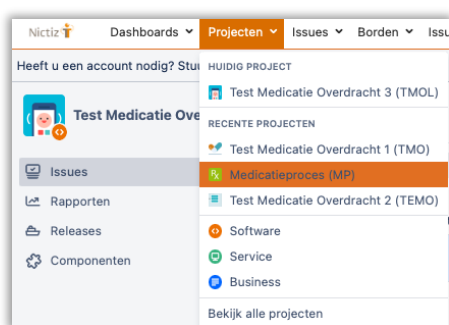 Nictiz Dashboards Projecten Issues Borden Issu
Heeft u een account nodig? Stuu
HUIDIG PROJECT
Test Medicatie Overdracht 3 (TMOL)
Test Medicatie Ove
RECENTE PROJECTEN
Test Medicatie Overdracht 1 (TMO)
Issues
Medicatieproces (MP)
Rapporten
Test Medicatie Overdracht 2 (TEMO)
Releases
Software
Componenten
Service
Business
Bekijk alle projecten